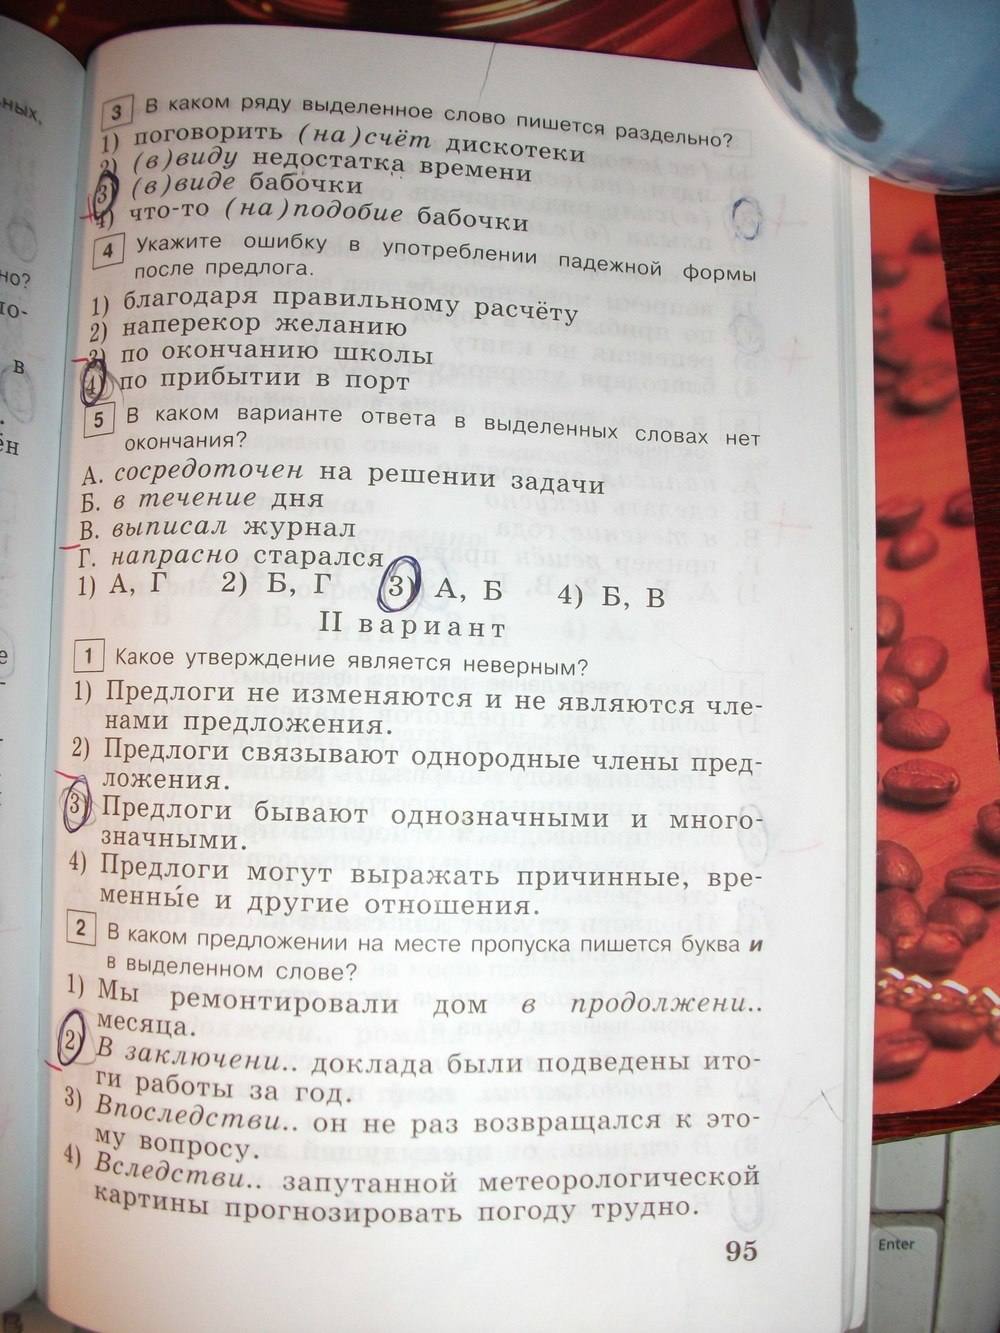 ьных,
но?
ло-
в
ён
е
3 В каком ряду выделенное слово пишется раздельно?
1) поговорить (на)счёт дискотеки
2) (в)виду недостатка времени
3) (в)виде бабочки
4) что-то (на)подобие бабочки
4 Укажите ошибку в употреблении падежной формы
после предлога.
1) благодаря правильному расчёту
2) наперекор желанию
3) по окончанию школы
4) по прибытии в порт
5 В каком варианте ответа в выделенных словах нет
окончания?
А. сосредоточен на решении задачи
Б. в течение дня
В. выписал журнал
Г. напрасно старался
1) А, Г 2) Б, Г 3) А, Б 4) Б, В
II вариант
1 Какое утверждение является неверным?
1) Предлоги не изменяются и не являются чле-
нами предложения.
2) Предлоги связывают однородные члены пред-
ложения.
3) Предлоги бывают однозначными и много-
значными.
4) Предлоги могут выражать причинные, вре-
менны́е и другие отношения.
2 В каком предложении на месте пропуска пишется буква и
в выделенном слове?
1) Мы ремонтировали дом в продолжени..
месяца.
2) В заключени.. доклада были подведены ито-
ги работы за год.
3) Впоследстви.. он не раз возвращался к это-
му вопросу.
4) Вследстви.. запутанной метеорологической
картины прогнозировать погоду трудно.
95
Enter